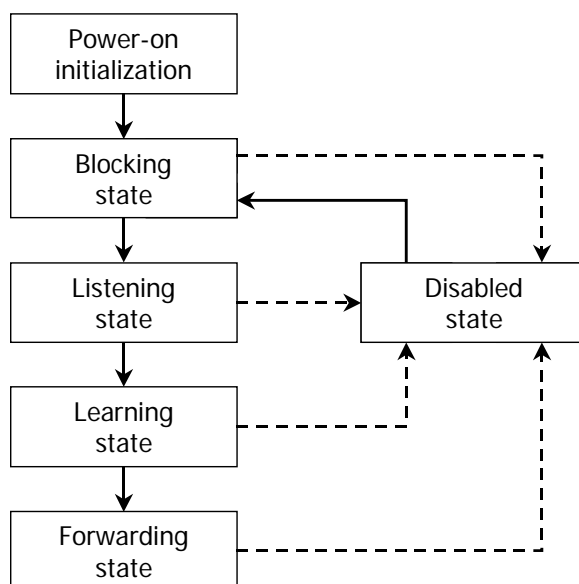 Power-on
initialization
Blocking
state
Listening
state
Disabled
state
Learning
state
Forwarding
state